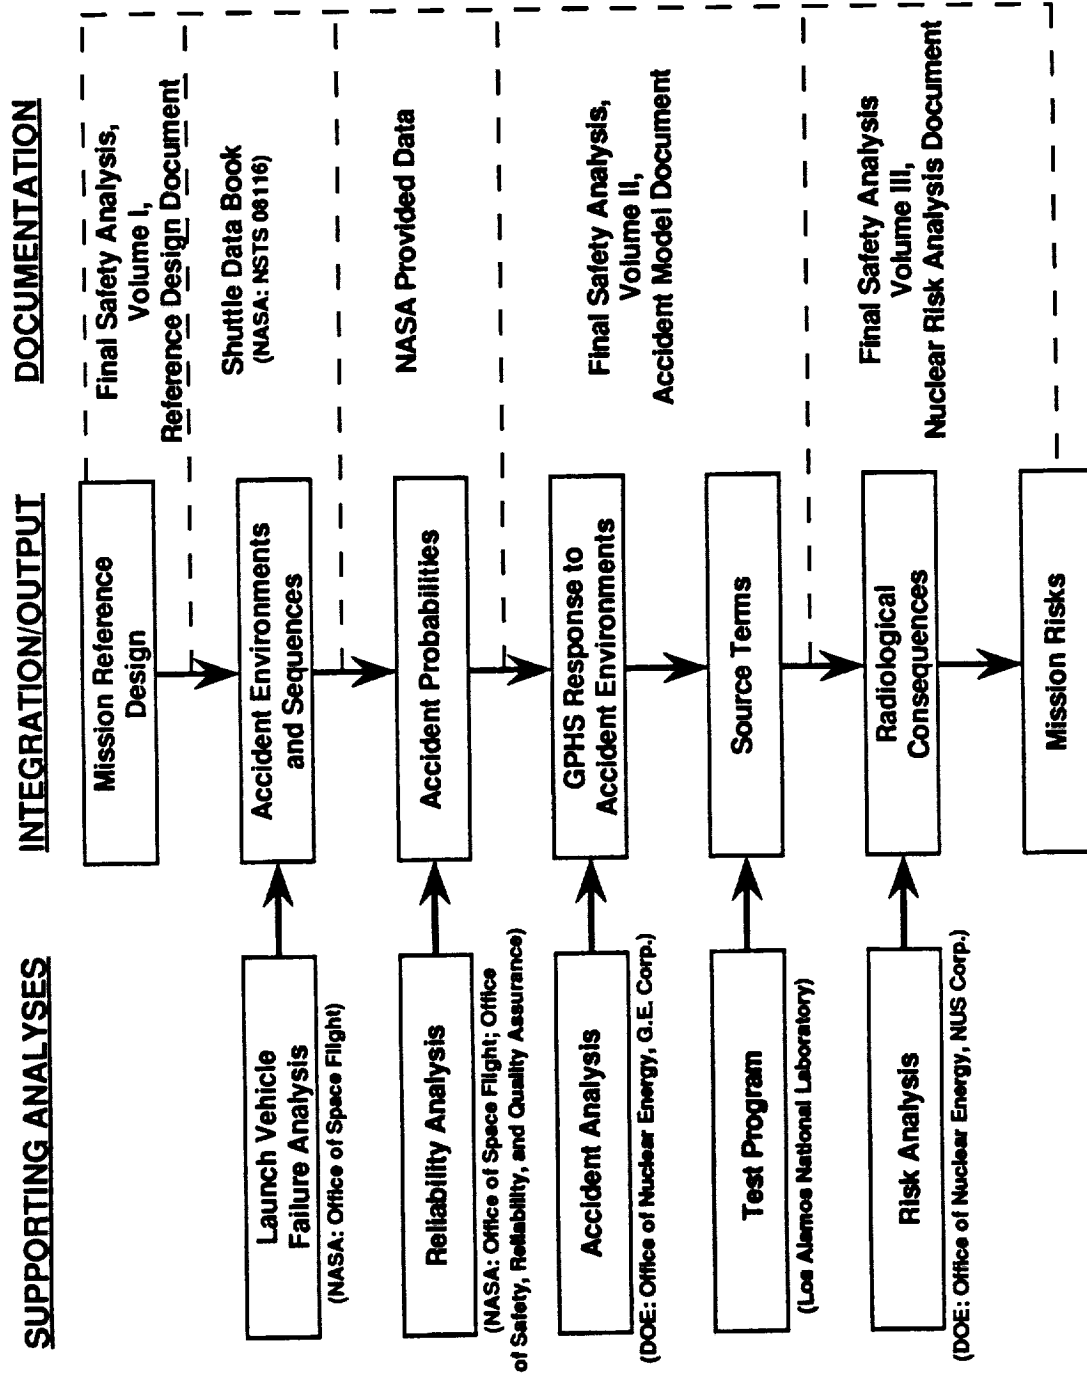 SUPPORTING ANALYSES
INTEGRATION/OUTPUT
DOCUMENTATION
Mission Reference
Design
Final Safety Analysis,
Volume I,
Reference Design Document
Launch Vehicle
Failure Analysis
(NASA: Office of Space Flight)
Accident Environments
and Sequences
Shuttle Data Book
(NASA: NSTS 08116)
Reliability Analysis
(NASA: Office of Space Flight; Office
of Safety, Reliability, and Quality Assurance)
Accident Probabilities
NASA Provided Data
Accident Analysis
(DOE: Office of Nuclear Energy, G.E. Corp.)
GPHS Response to
Accident Environments
Final Safety Analysis,
Volume II,
Accident Model Document
Test Program
(Los Alamos National Laboratory)
Source Terms
Risk Analysis
(DOE: Office of Nuclear Energy, NUS Corp.)
Radiological
Consequences
Final Safety Analysis
Volume III,
Nuclear Risk Analysis Document
Mission Risks